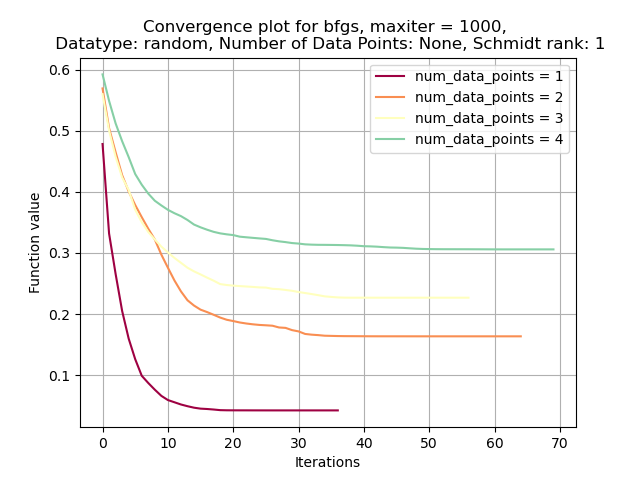 Convergence plot for bfgs, maxiter = 1000,
Datatype: random, Number of Data Points: None, Schmidt rank: 1
num_data_points = 1
num_data_points = 2
num_data_points = 3
num_data_points = 4
Function value
0.6
0.5
0.4
0.3
0.2
0.1
0 10 20 30 40 50 60 70
Iterations